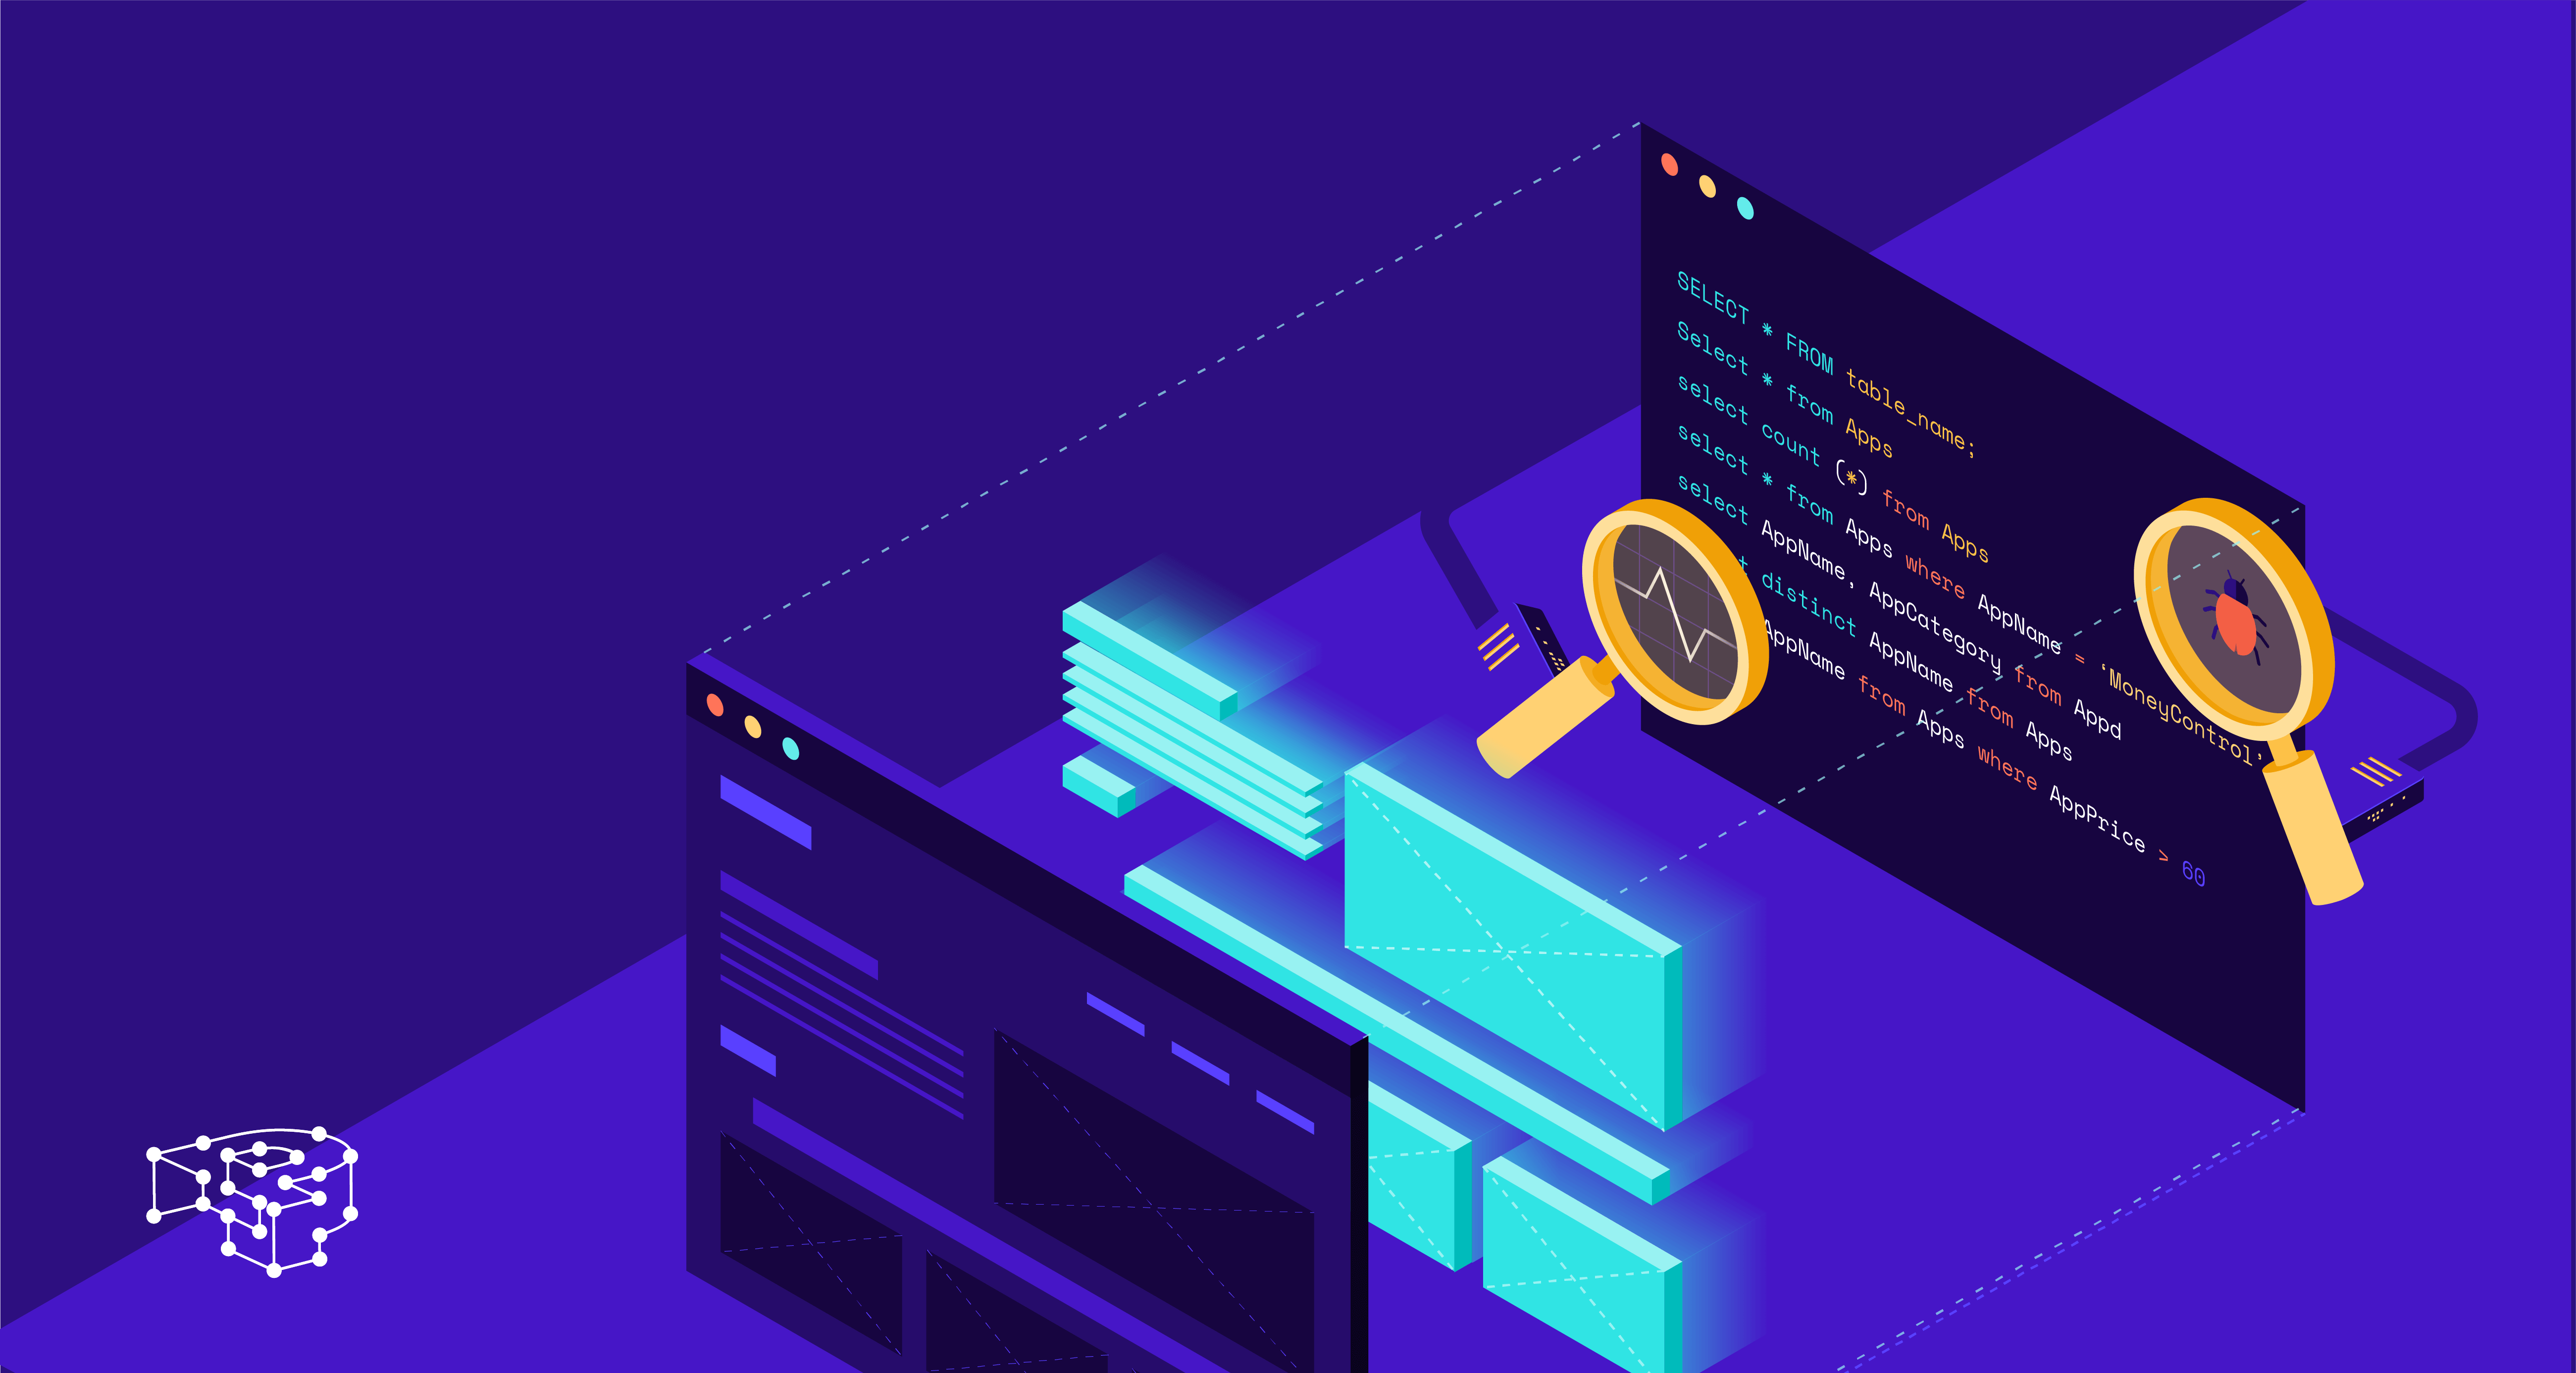 SELECT * FROM table_name;
Select * from Apps
select count (*) from Apps
select * from Apps where AppName = ‘MoneyControl’
select AppName, AppCategory from Appd
t distinct AppName from Apps
AppName from Apps where AppPrice > 60